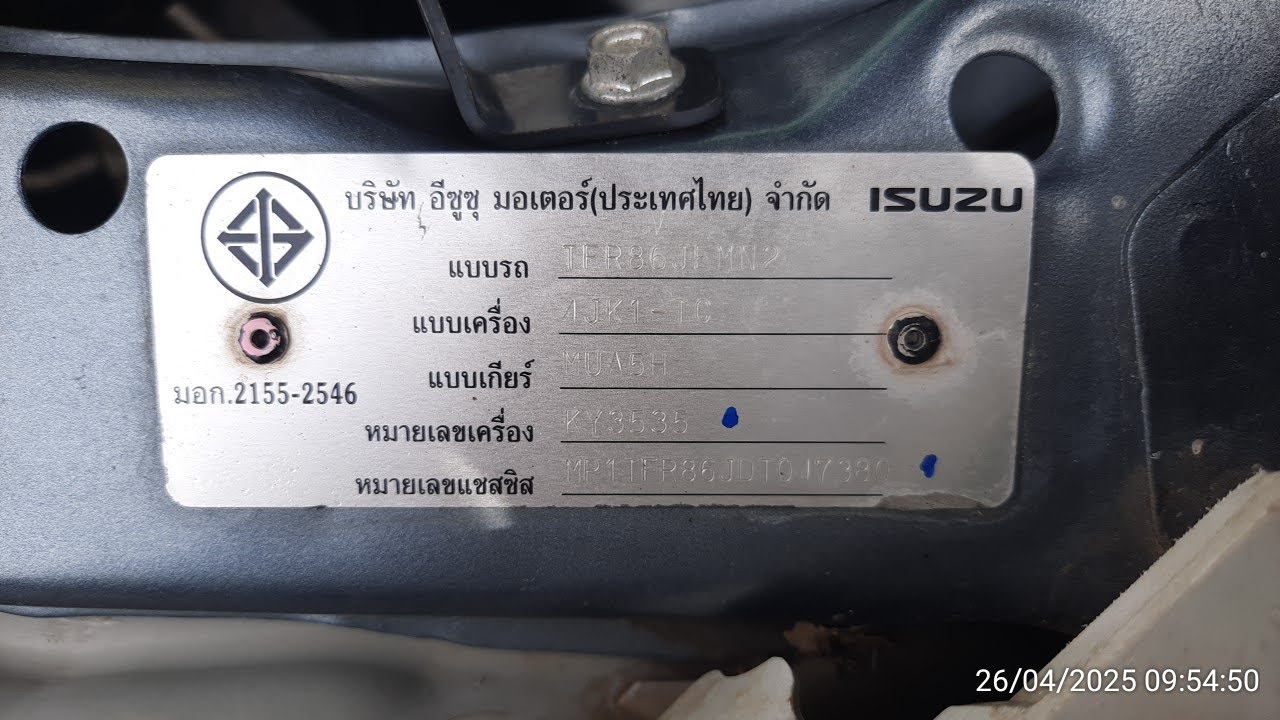 บริษัท อีซูซุ มอเตอร์(ประเทศไทย) จำกัด ISUZU
แบบรถ
แบบเครื่อง 4JK1-TC
แบบเกียร์ MUA5H
มอก.2155-2546
หมายเลขเครื่อง KY3535
หมายเลขแชสซิส
26/04/2025 09:54:50